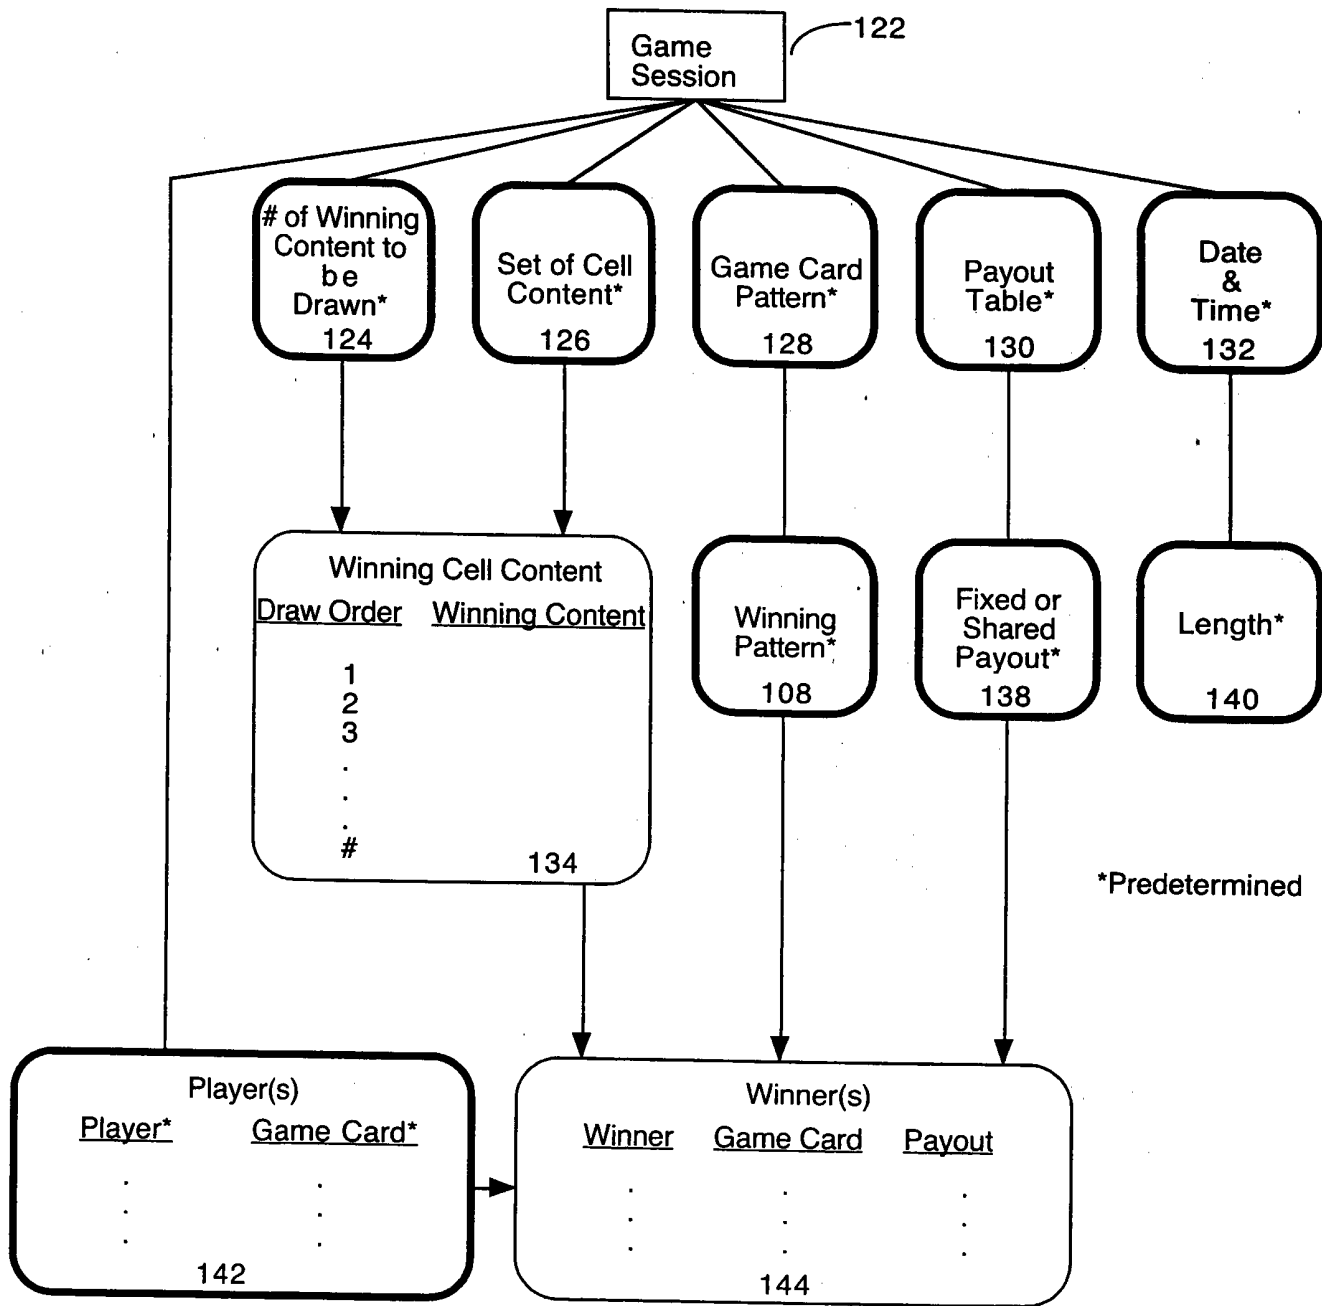 Game
Session
122
# of Winning
Content to
be
Drawn*
124
Set of Cell
Content*
126
Game Card
Pattern*
128
Payout
Table*
130
Date
&
Time*
132
Winning Cell Content
Draw Order Winning Content
1
2
3
.
.
.
#
134
Winning
Pattern*
108
Fixed or
Shared
Payout*
138
Length*
140
*Predetermined
Player(s)
Player* Game Card*
. .
. .
. .
142
Winner(s)
Winner Game Card Payout
. . .
. . .
. . .
144